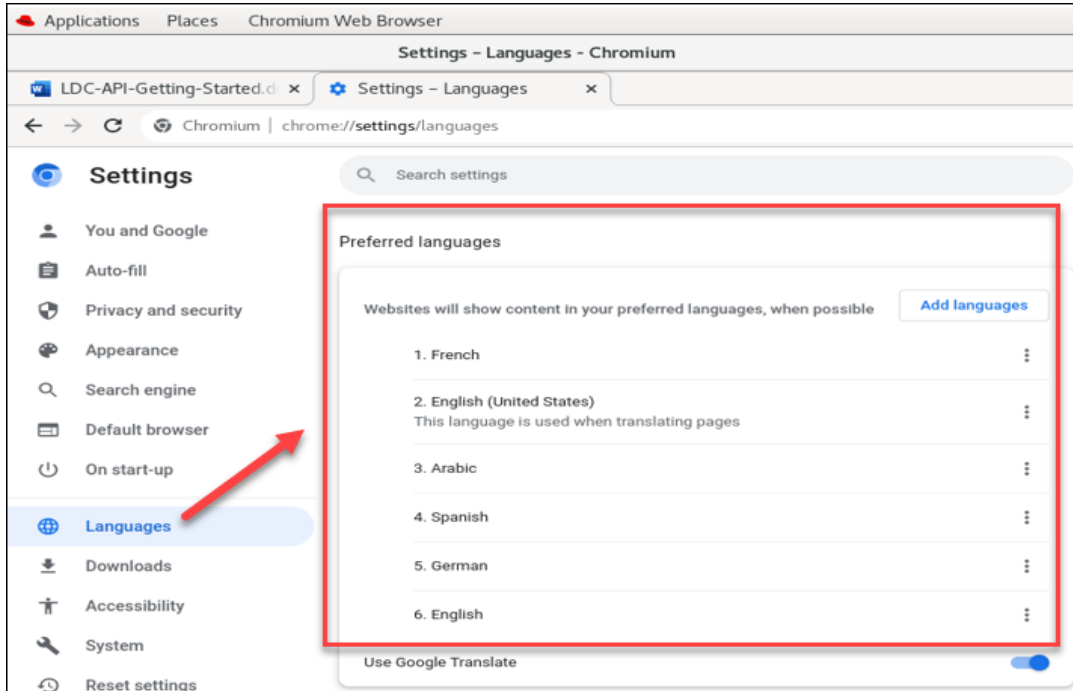 Applications Places Chromium Web Browser
Settings – Languages - Chromium
LDC-API-Getting-Started.d × Settings – Languages ×
Chromium | chrome://settings/languages
Settings
Search settings
You and Google
Auto-fill
Privacy and security
Appearance
Search engine
Default browser
On start-up
Languages
Downloads
Accessibility
System
Reset settings
Preferred languages
Websites will show content in your preferred languages, when possible
Add languages
1. French
2. English (United States)
This language is used when translating pages
3. Arabic
4. Spanish
5. German
6. English
Use Google Translate